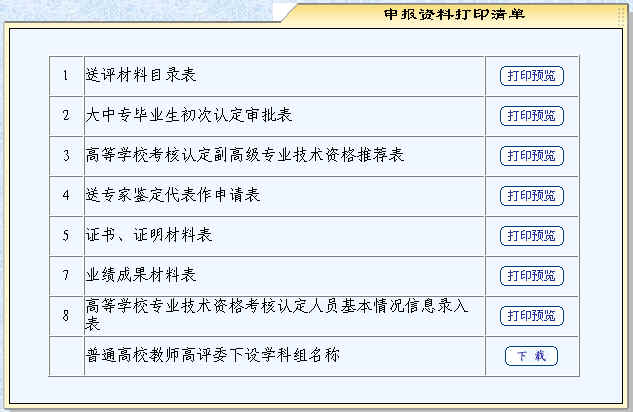 申报资料打印清单
1 送评材料目录表 打印预览
2 大中专毕业生初次认定审批表 打印预览
3 高等学校考核认定副高级专业技术资格推荐表 打印预览
4 送专家鉴定代表作申请表 打印预览
5 证书、证明材料表 打印预览
7 业绩成果材料表 打印预览
8 高等学校专业技术资格考核认定人员基本情况信息录入 打印预览
表
普通高校教师高评委下设学科组名称 下 载